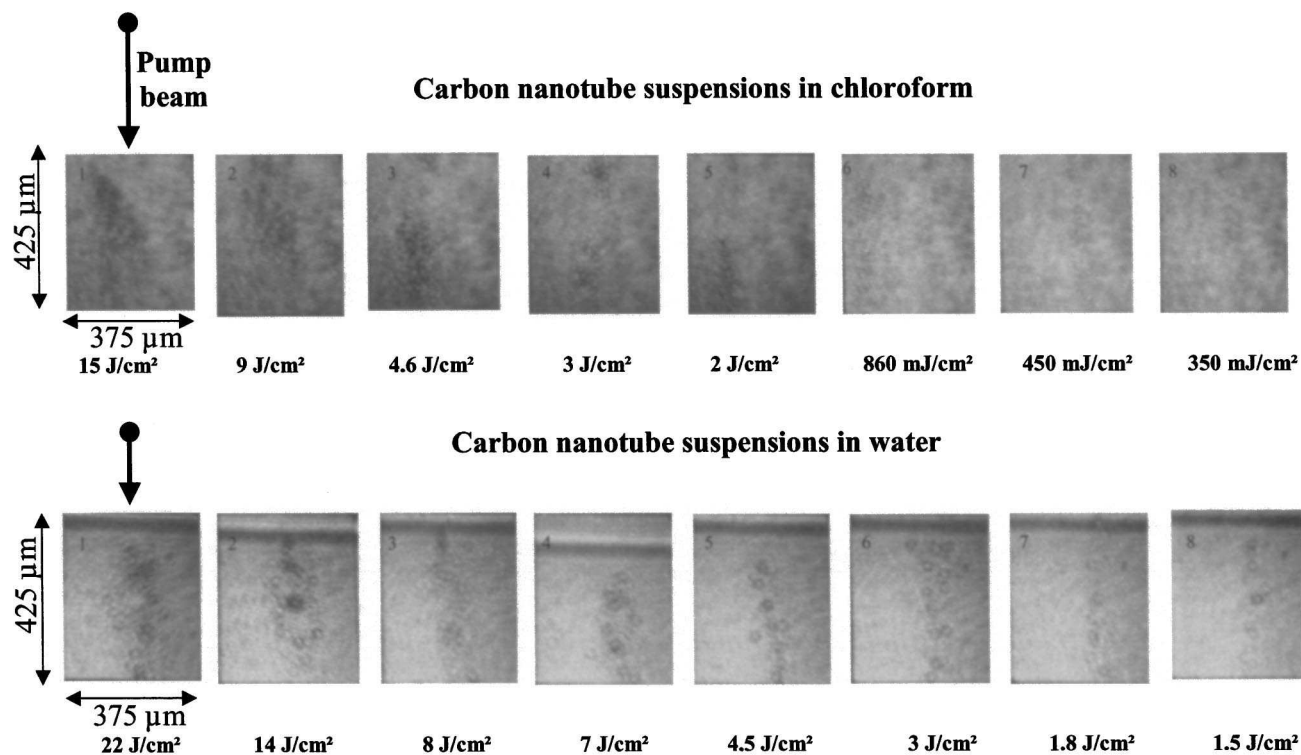 Pump
beam
Carbon nanotube suspensions in chloroform
425 µm
1
2
3
4
5
6
7
8
375 µm
15 J/cm²
9 J/cm²
4.6 J/cm²
3 J/cm²
2 J/cm²
860 mJ/cm²
450 mJ/cm²
350 mJ/cm²
Carbon nanotube suspensions in water
425 µm
1
2
3
4
5
6
7
8
375 µm
22 J/cm²
14 J/cm²
8 J/cm²
7 J/cm²
4.5 J/cm²
3 J/cm²
1.8 J/cm²
1.5 J/cm²